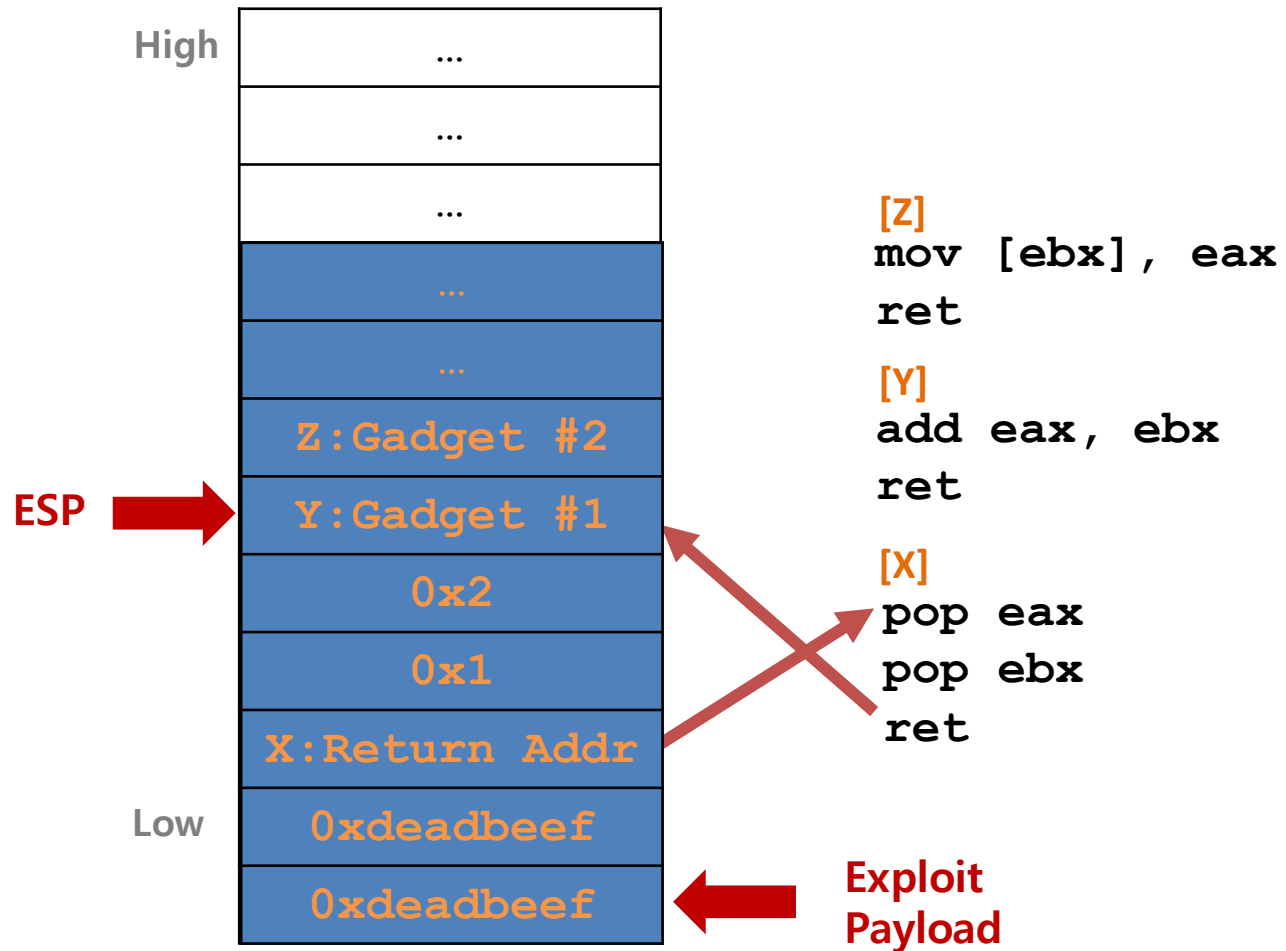 High
…
…
…
…
…
Z:Gadget #2
ESP
Y:Gadget #1
0x2
0x1
X:Return Addr
Low
0xdeadbeef
0xdeadbeef
[Z]
mov [ebx], eax
ret
[Y]
add eax, ebx
ret
[X]
pop eax
pop ebx
ret
Exploit
Payload